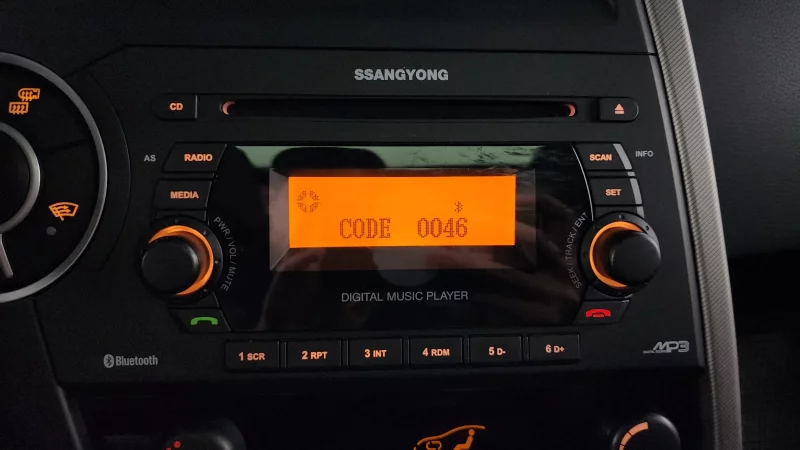 SSANGYONG
CD
AS
RADIO
SCAN
INFO
MEDIA
SET
CODE 0046
PWR / VOL / MUTE
SEEK / TRACK / ENT
DIGITAL MUSIC PLAYER
Bluetooth
1 SCR
2 RPT
3 INT
4 RDM
5 D-
6 D+
MP3